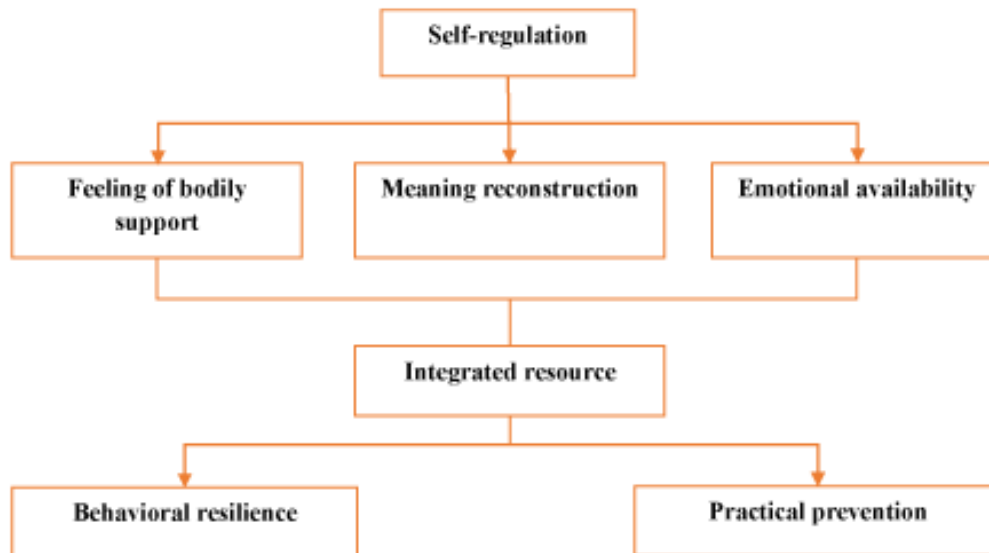 Self-regulation
Feeling of bodily
support
Meaning reconstruction
Emotional availability
Integrated resource
Behavioral resilience
Practical prevention